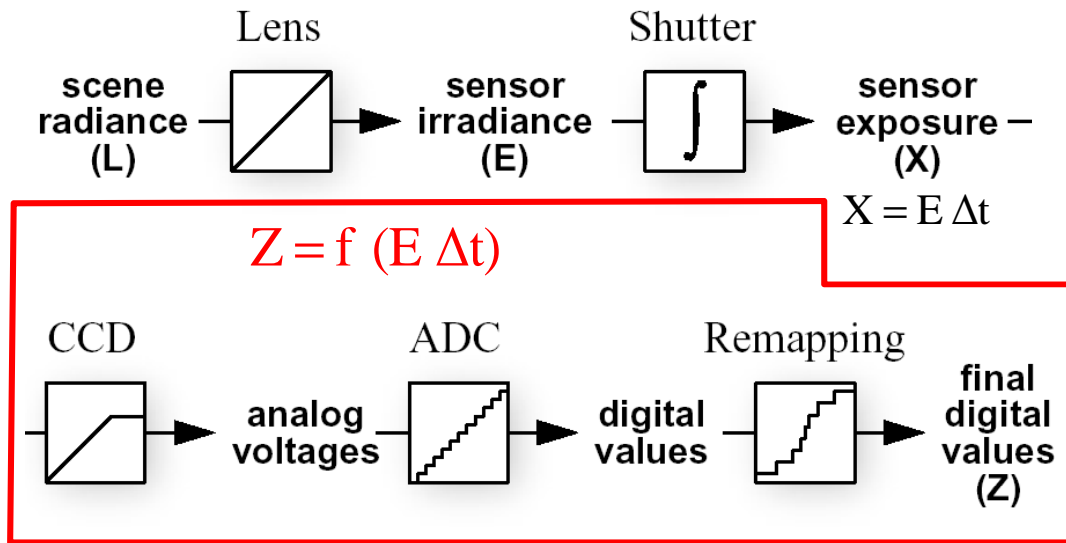 Lens
Shutter
scene
radiance
(L)
sensor
irradiance
(E)
∫
sensor
exposure
(X)
X = E Δt
Z = f (E Δt)
CCD
ADC
Remapping
analog
voltages
digital
values
final
digital
values
(Z)